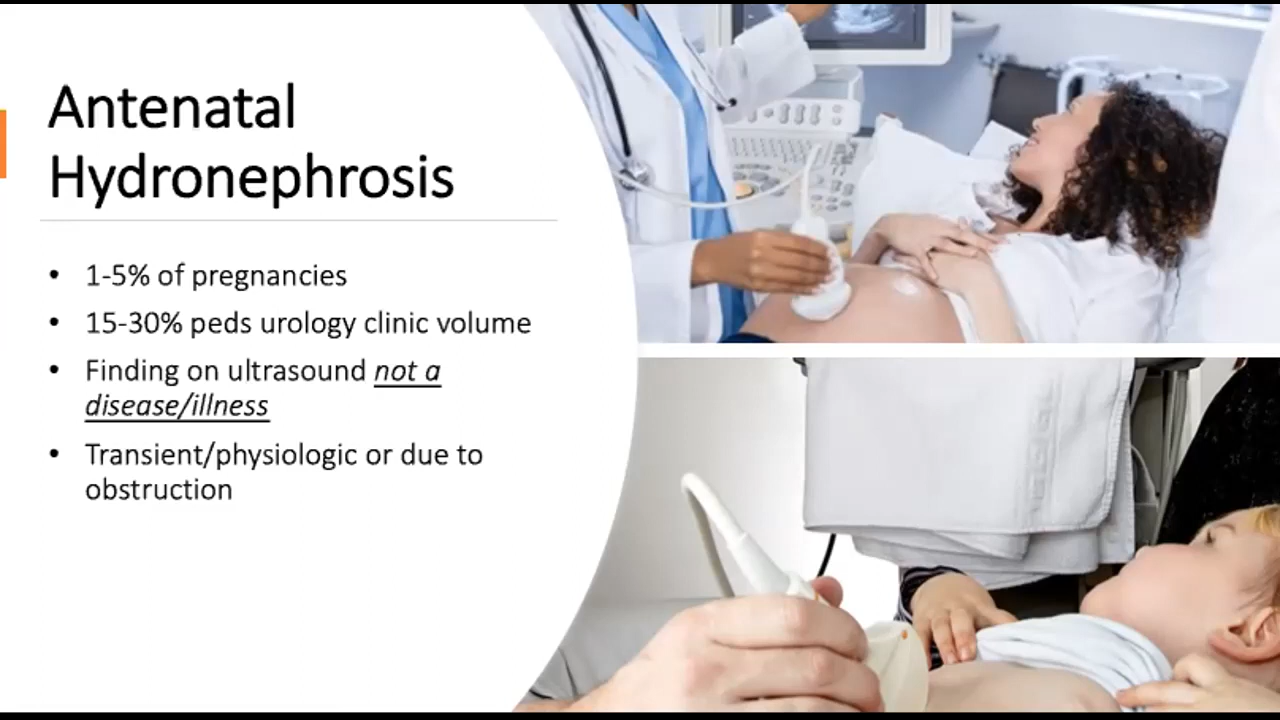 Antenatal
Hydronephrosis
• 1-5% of pregnancies
• 15-30% peds urology clinic volume
• Finding on ultrasound not a
disease/illness
• Transient/physiologic or due to
obstruction